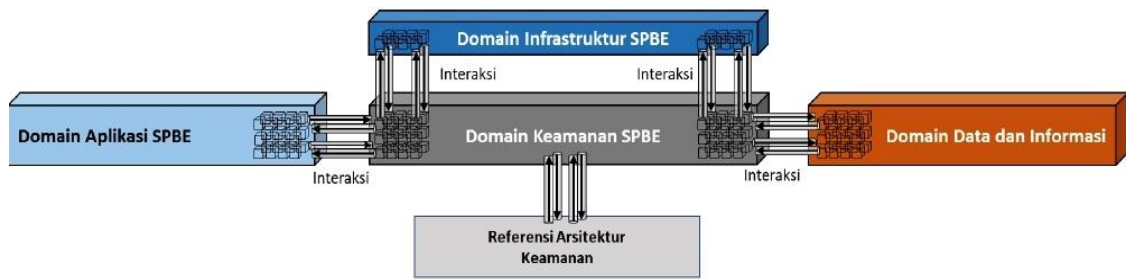 Domain Infrastruktur SPBE
Interaksi
Interaksi
Domain Aplikasi SPBE
Domain Keamanan SPBE
Domain Data dan Informasi
Interaksi
Interaksi
Referensi Arsitektur
Keamanan